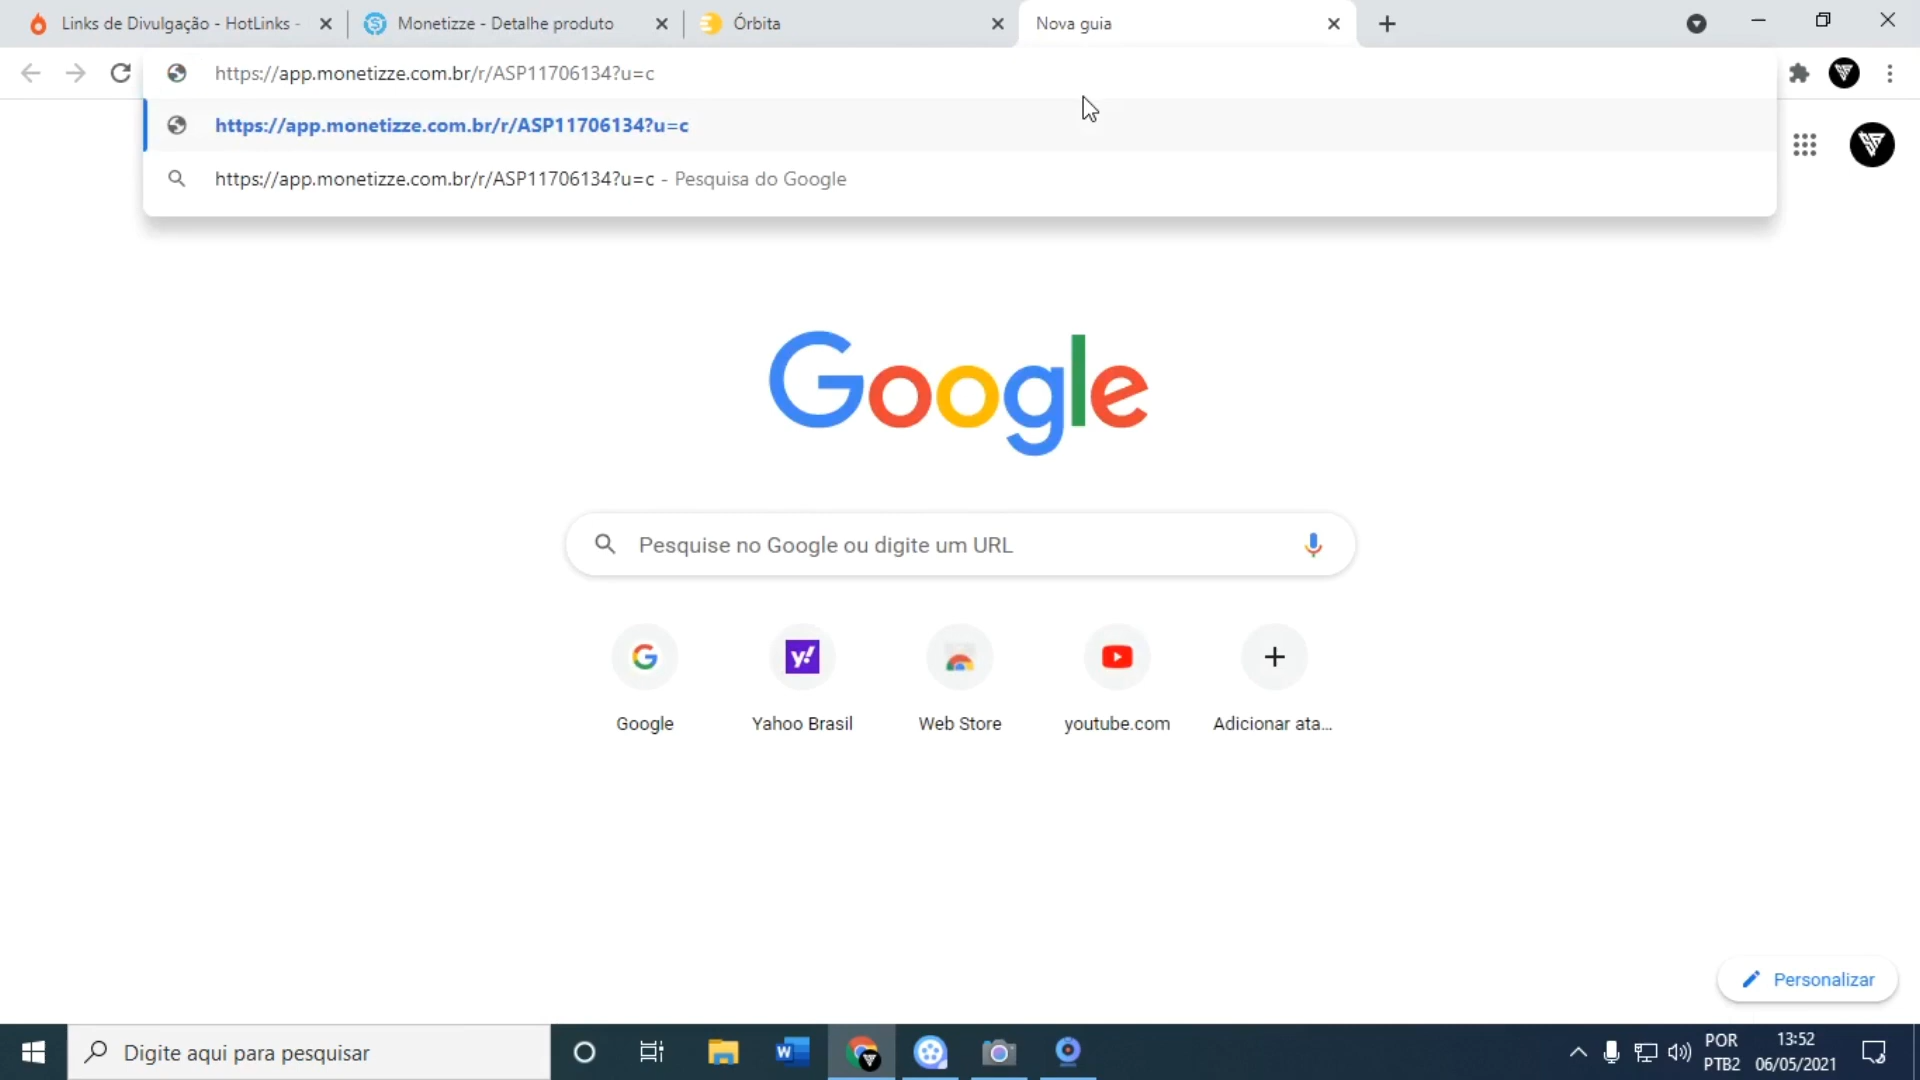 Links de Divulgação - HotLinks -
Monetizze - Detalhe produto
Órbita
Nova guia
https://app.monetizze.com.br/r/ASP11706134?u=c
https://app.monetizze.com.br/r/ASP11706134?u=c
https://app.monetizze.com.br/r/ASP11706134?u=c - Pesquisa do Google
Google
Pesquise no Google ou digite um URL
Google
Yahoo Brasil
Web Store
youtube.com
Adicionar ata...
Personalizar
Digite aqui para pesquisar
POR
PTB2
13:52
06/05/2021